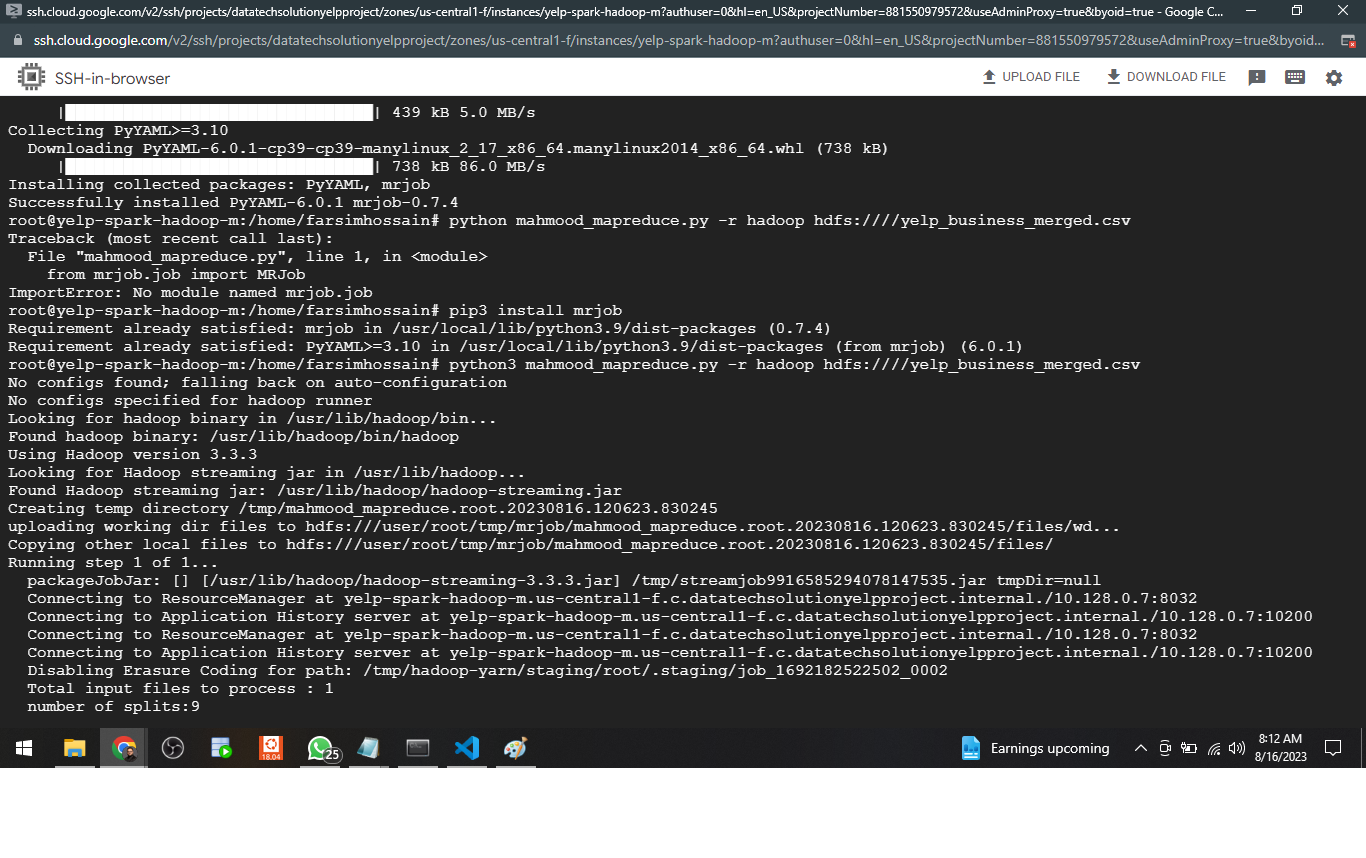 ssh.cloud.google.com/v2/ssh/projects/datatechsolutionyelpproject/zones/us-central1-f/instances/yelp-spark-hadoop-m?authuser=0&hl=en_US&projectNumber=881550979572&useAdminProxy=true&byoid=true - Google C...
ssh.cloud.google.com/v2/ssh/projects/datatechsolutionyelpproject/zones/us-central1-f/instances/yelp-spark-hadoop-m?authuser=0&hl=en_US&projectNumber=881550979572&useAdminProxy=true&byoid...
SSH-in-browser
UPLOAD FILE
DOWNLOAD FILE
| | 439 kB 5.0 MB/s
Collecting PyYAML>=3.10
Downloading PyYAML-6.0.1-cp39-cp39-manylinux_2_17_x86_64.manylinux2014_x86_64.whl (738 kB)
| | 738 kB 86.0 MB/s
Installing collected packages: PyYAML, mrjob
Successfully installed PyYAML-6.0.1 mrjob-0.7.4
root@yelp-spark-hadoop-m:/home/farsimhossain# python mahmood_mapreduce.py -r hadoop hdfs:////yelp_business_merged.csv
Traceback (most recent call last):
File "mahmood_mapreduce.py", line 1, in <module>
from mrjob.job import MRJob
ImportError: No module named mrjob.job
root@yelp-spark-hadoop-m:/home/farsimhossain# pip3 install mrjob
Requirement already satisfied: mrjob in /usr/local/lib/python3.9/dist-packages (0.7.4)
Requirement already satisfied: PyYAML>=3.10 in /usr/local/lib/python3.9/dist-packages (from mrjob) (6.0.1)
root@yelp-spark-hadoop-m:/home/farsimhossain# python3 mahmood_mapreduce.py -r hadoop hdfs:////yelp_business_merged.csv
No configs found; falling back on auto-configuration
No configs specified for hadoop runner
Looking for hadoop binary in /usr/lib/hadoop/bin...
Found hadoop binary: /usr/lib/hadoop/bin/hadoop
Using Hadoop version 3.3.3
Looking for Hadoop streaming jar in /usr/lib/hadoop...
Found Hadoop streaming jar: /usr/lib/hadoop/hadoop-streaming.jar
Creating temp directory /tmp/mahmood_mapreduce.root.20230816.120623.830245
uploading working dir files to hdfs:///user/root/tmp/mrjob/mahmood_mapreduce.root.20230816.120623.830245/files/wd...
Copying other local files to hdfs:///user/root/tmp/mrjob/mahmood_mapreduce.root.20230816.120623.830245/files/
Running step 1 of 1...
packageJobJar: [] [/usr/lib/hadoop/hadoop-streaming-3.3.3.jar] /tmp/streamjob9916585294078147535.jar tmpDir=null
Connecting to ResourceManager at yelp-spark-hadoop-m.us-central1-f.c.datatechsolutionyelpproject.internal./10.128.0.7:8032
Connecting to Application History server at yelp-spark-hadoop-m.us-central1-f.c.datatechsolutionyelpproject.internal./10.128.0.7:10200
Connecting to ResourceManager at yelp-spark-hadoop-m.us-central1-f.c.datatechsolutionyelpproject.internal./10.128.0.7:8032
Connecting to Application History server at yelp-spark-hadoop-m.us-central1-f.c.datatechsolutionyelpproject.internal./10.128.0.7:10200
Disabling Erasure Coding for path: /tmp/hadoop-yarn/staging/root/.staging/job_1692182522502_0002
Total input files to process : 1
number of splits:9
18.04
25
Earnings upcoming
8:12 AM
8/16/2023